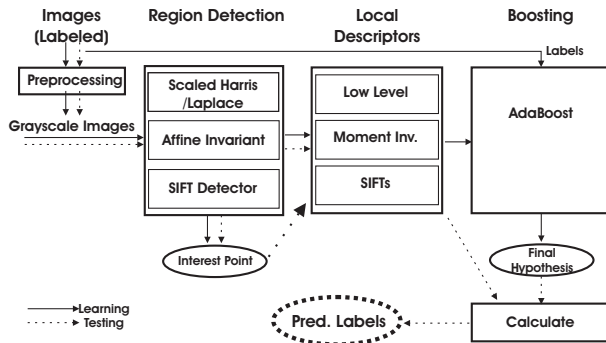 Images
(Labeled)
Region Detection
Local
Descriptors
Boosting
Labels
Preprocessing
Grayscale Images
Scaled Harris
/Laplace
Affine Invariant
SIFT Detector
Low Level
Moment Inv.
SIFTs
AdaBoost
Interest Point
Final
Hypothesis
Learning
Testing
Pred. Labels
Calculate